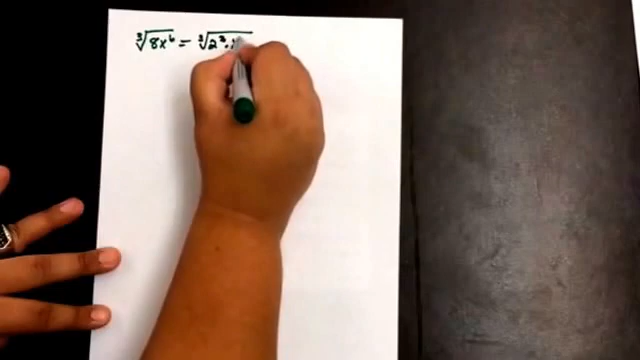 ∛8x⁶ = ∛2³·